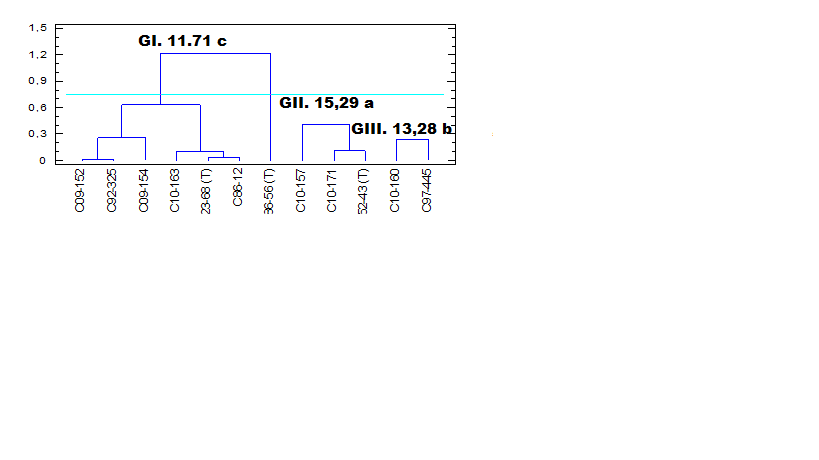 1.5
GI. 11.71 c
1.2
0.9
GII. 15,29 a
0.6
GIII. 13,28 b
0.3
0
C09-152
C92-325
C09-154
C10-163
23-68 (T)
C86-12
36-56 (T)
C10-157
C10-171
52-43 (T)
C10-160
C97-445